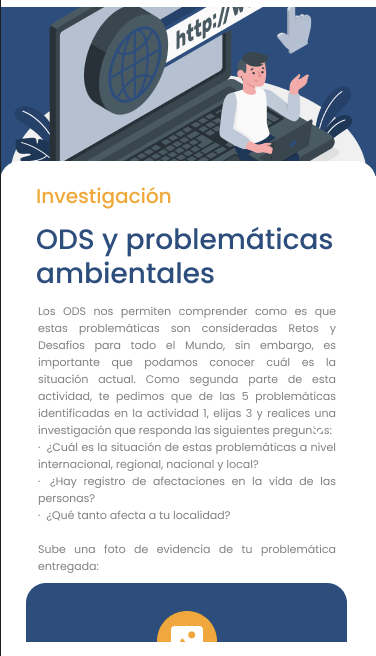 http://w
Investigación
ODS y problemáticas
ambientales
Los ODS nos permiten comprender como es que
estas problemáticas son consideradas Retos y
Desafíos para todo el Mundo, sin embargo, es
importante que podamos conocer cuál es la
situación actual. Como segunda parte de esta
actividad, te pedimos que de las 5 problemáticas
identificadas en la actividad 1, elijas 3 y realices una
investigación que responda las siguientes preguntas:
· ¿Cuál es la situación de estas problemáticas a nivel
internacional, regional, nacional y local?
· ¿Hay registro de afectaciones en la vida de las
personas?
· ¿Qué tanto afecta a tu localidad?
Sube una foto de evidencia de tu problemática
entregada: